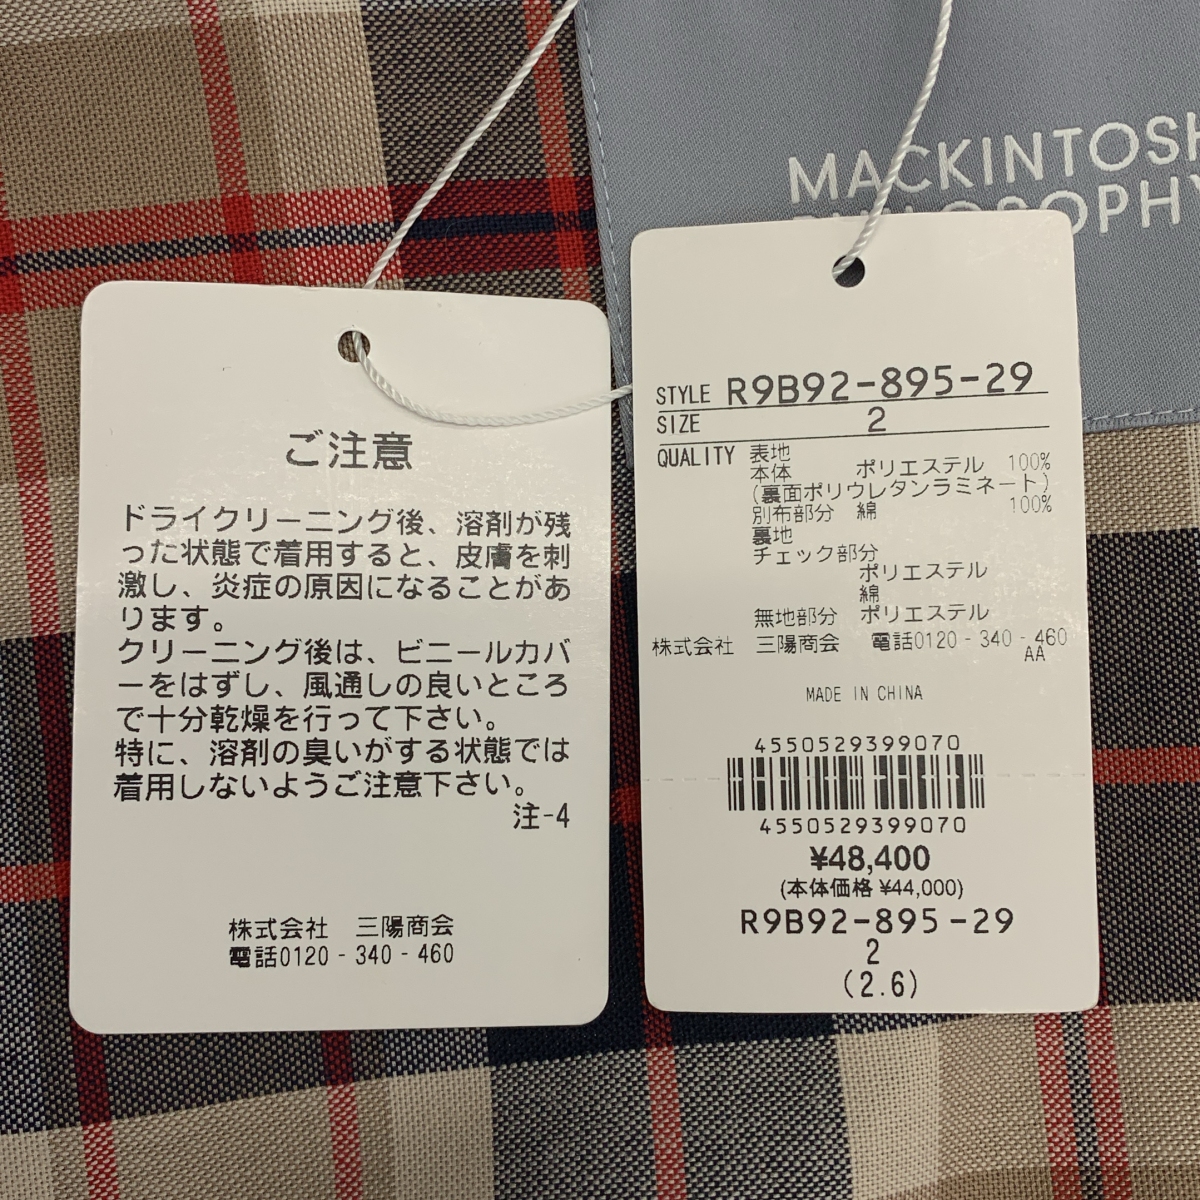 MACKINTOSH
PHILOSOPHY
ご注意
ドライクリーニング後、溶剤が残
った状態で着用すると、皮膚を刺
激し、炎症の原因になることがあ
ります。
クリーニング後は、ビニールカバ
ーをはずし、風通しの良いところ
で十分乾燥を行って下さい。
特に、溶剤の臭いがする状態では
着用しないようご注意下さい。
注-4
株式会社 三陽商会
電話0120 - 340 - 460
STYLE R9B92-895-29
SIZE 2
QUALITY 表地
本体 ポリエステル 100%
(裏面ポリウレタンラミネート)
別布部分 綿 100%
裏地
チェック部分
ポリエステル
綿
無地部分 ポリエステル
株式会社 三陽商会 電話0120 - 340 - 460
AA
MADE IN CHINA
4550529399070
4550529399070
¥48,400
(本体価格 ¥44,000)
R9B92-895-29
2
(2.6)